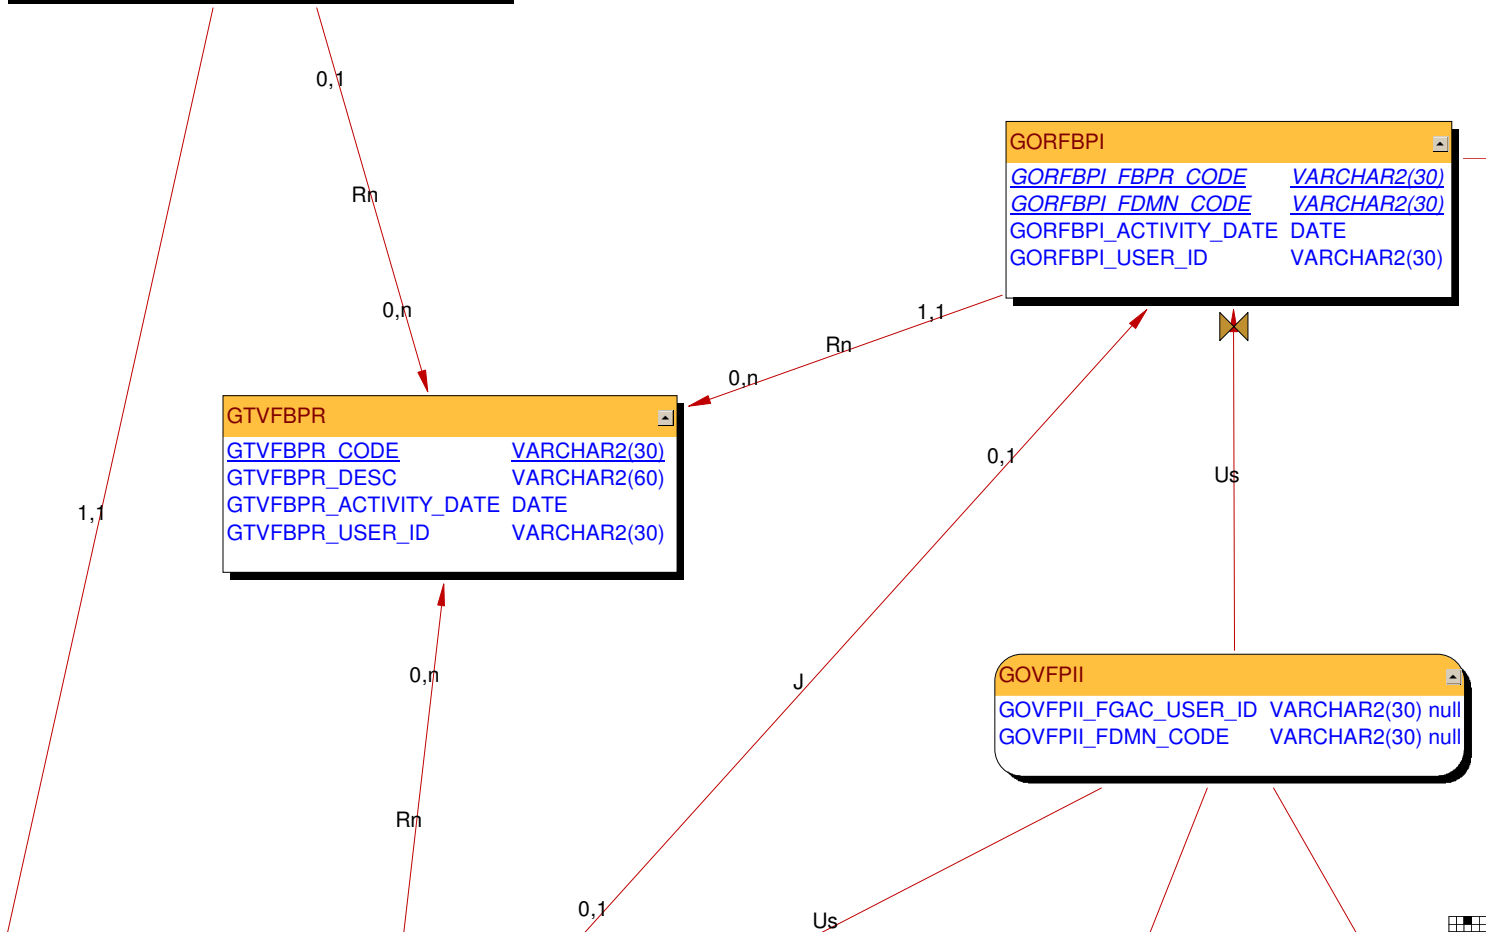 0,1
Rn
0,n
1,1
GORFBPI
GORFBPI_FBPR_CODE VARCHAR2(30)
GORFBPI_FDMN_CODE VARCHAR2(30)
GORFBPI_ACTIVITY_DATE DATE
GORFBPI_USER_ID VARCHAR2(30)
1,1
Rn
0,n
GTVFBPR
GTVFBPR_CODE VARCHAR2(30)
GTVFBPR_DESC VARCHAR2(60)
GTVFBPR_ACTIVITY_DATE DATE
GTVFBPR_USER_ID VARCHAR2(30)
0,1
Us
J
0,n
Rn
GOVFPII
GOVFPII_FGAC_USER_ID VARCHAR2(30) null
GOVFPII_FDMN_CODE VARCHAR2(30) null
0,1
Us